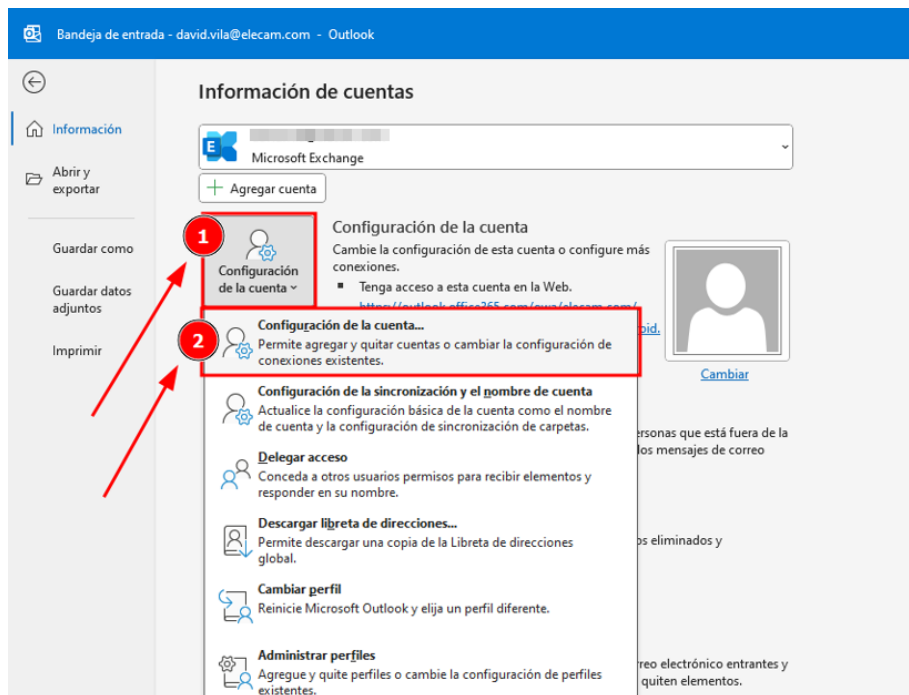 Bandeja de entrada - david.vila@elecam.com - Outlook
Información de cuentas
Información
Microsoft Exchange
Abrir y
exportar
Agregar cuenta
Guardar como
Guardar datos
adjuntos
Imprimir
1
Configuración
de la cuenta
Configuración de la cuenta
Cambie la configuración de esta cuenta o configure más
conexiones.
Tenga acceso a esta cuenta en la Web.
https://outlook.office365.com/owa/elecam.com/
oid.
Cambiar
2
Configuración de la cuenta...
Permite agregar y quitar cuentas o cambiar la configuración de
conexiones existentes.
Configuración de la sincronización y el nombre de cuenta
Actualice la configuración básica de la cuenta como el nombre
de cuenta y la configuración de sincronización de carpetas.
Delegar acceso
Conceda a otros usuarios permisos para recibir elementos y
responder en su nombre.
Descargar libreta de direcciones...
Permite descargar una copia de la Libreta de direcciones
global.
Cambiar perfil
Reinicie Microsoft Outlook y elija un perfil diferente.
Administrar perfiles
Agregue y quite perfiles o cambie la configuración de perfiles
existentes.
ersonas que está fuera de la
los mensajes de correo
os eliminados y
reo electrónico entrantes y
quiten elementos.